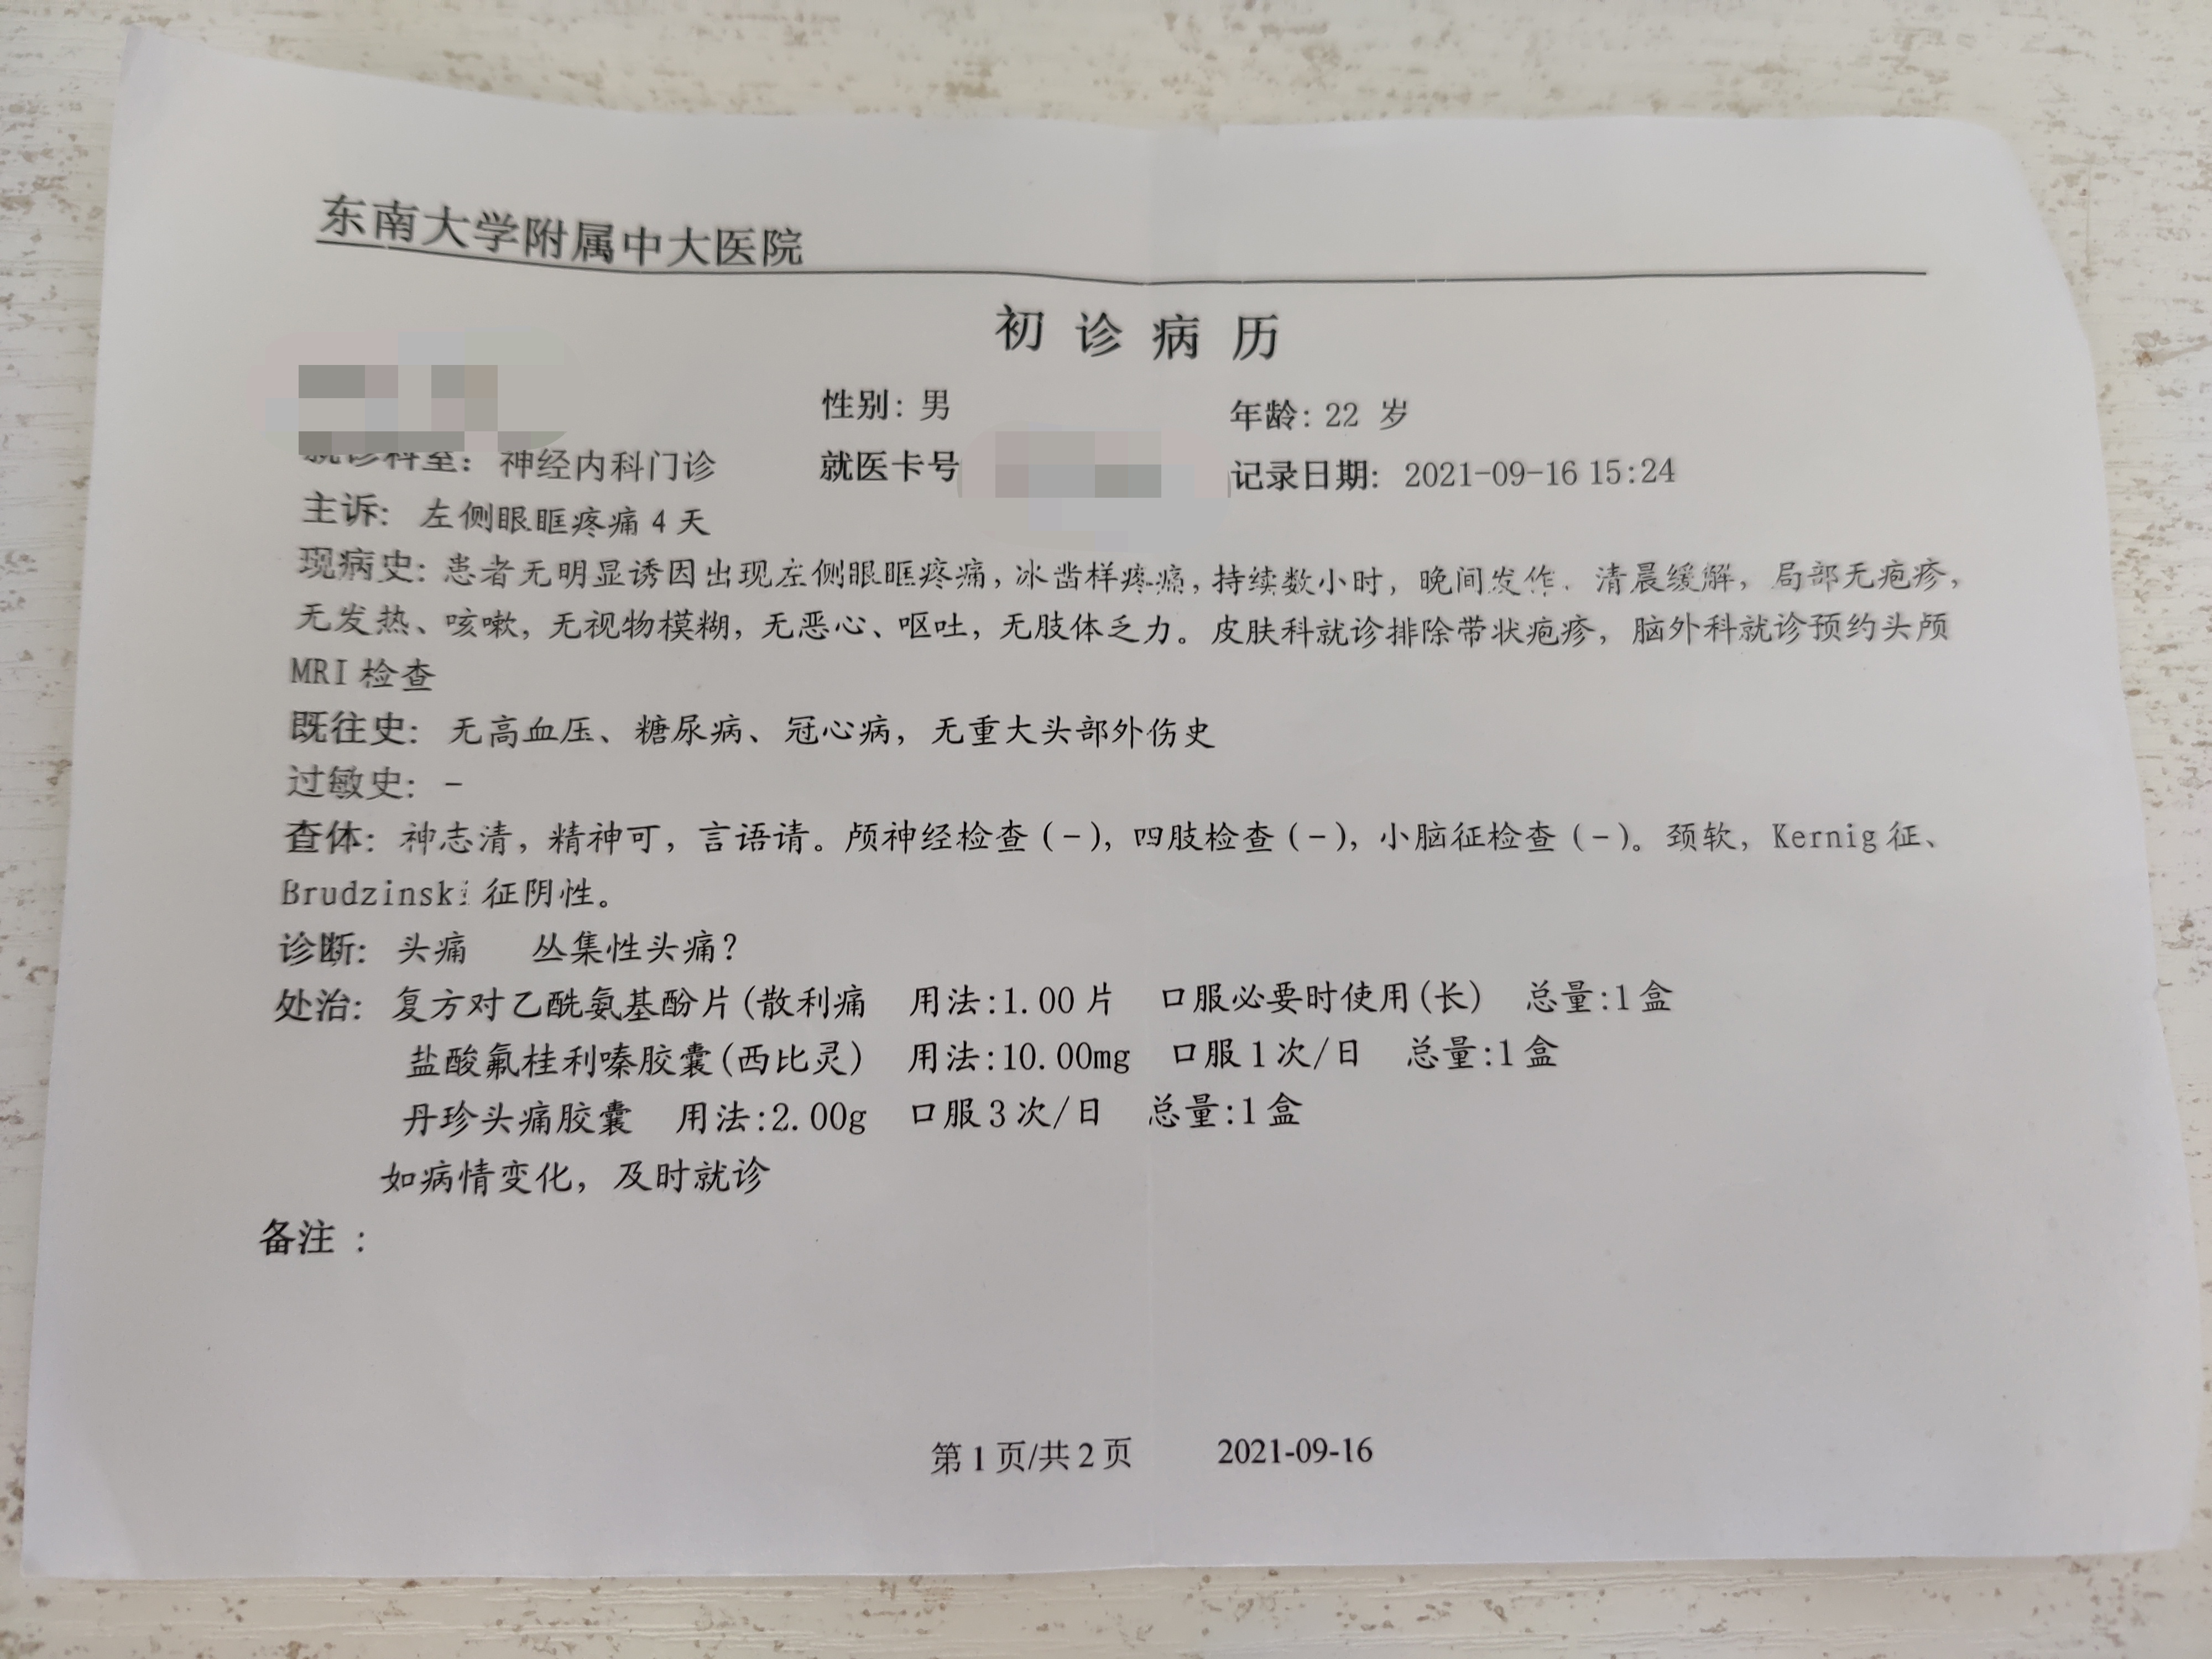 东南大学附属中大医院
初诊病历
性别：男 年龄：22 岁
就诊科室：神经内科门诊 就医卡号 记录日期：2021-09-16 15:24
主诉：左侧眼眶疼痛 4 天
现病史：患者无明显诱因出现左侧眼眶疼痛，冰凿样疼痛，持续数小时，晚间发作，清晨缓解，局部无疱疹，
无发热、咳嗽，无视物模糊，无恶心、呕吐，无肢体乏力。皮肤科就诊排除带状疱疹，脑外科就诊预约头颅
MRI 检查
既往史：无高血压、糖尿病、冠心病，无重大头部外伤史
过敏史：-
查体：神志清，精神可，言语请。颅神经检查（-），四肢检查（-），小脑征检查（-）。颈软，Kernig 征、
Brudzinski 征阴性。
诊断：头痛 丛集性头痛？
处治：复方对乙酰氨基酚片(散利痛 用法:1.00 片 口服必要时使用(长) 总量:1 盒
盐酸氟桂利嗪胶囊(西比灵) 用法:10.00mg 口服 1 次/日 总量:1 盒
丹珍头痛胶囊 用法:2.00g 口服 3 次/日 总量:1 盒
如病情变化，及时就诊
备注：
第 1 页/共 2 页 2021-09-16